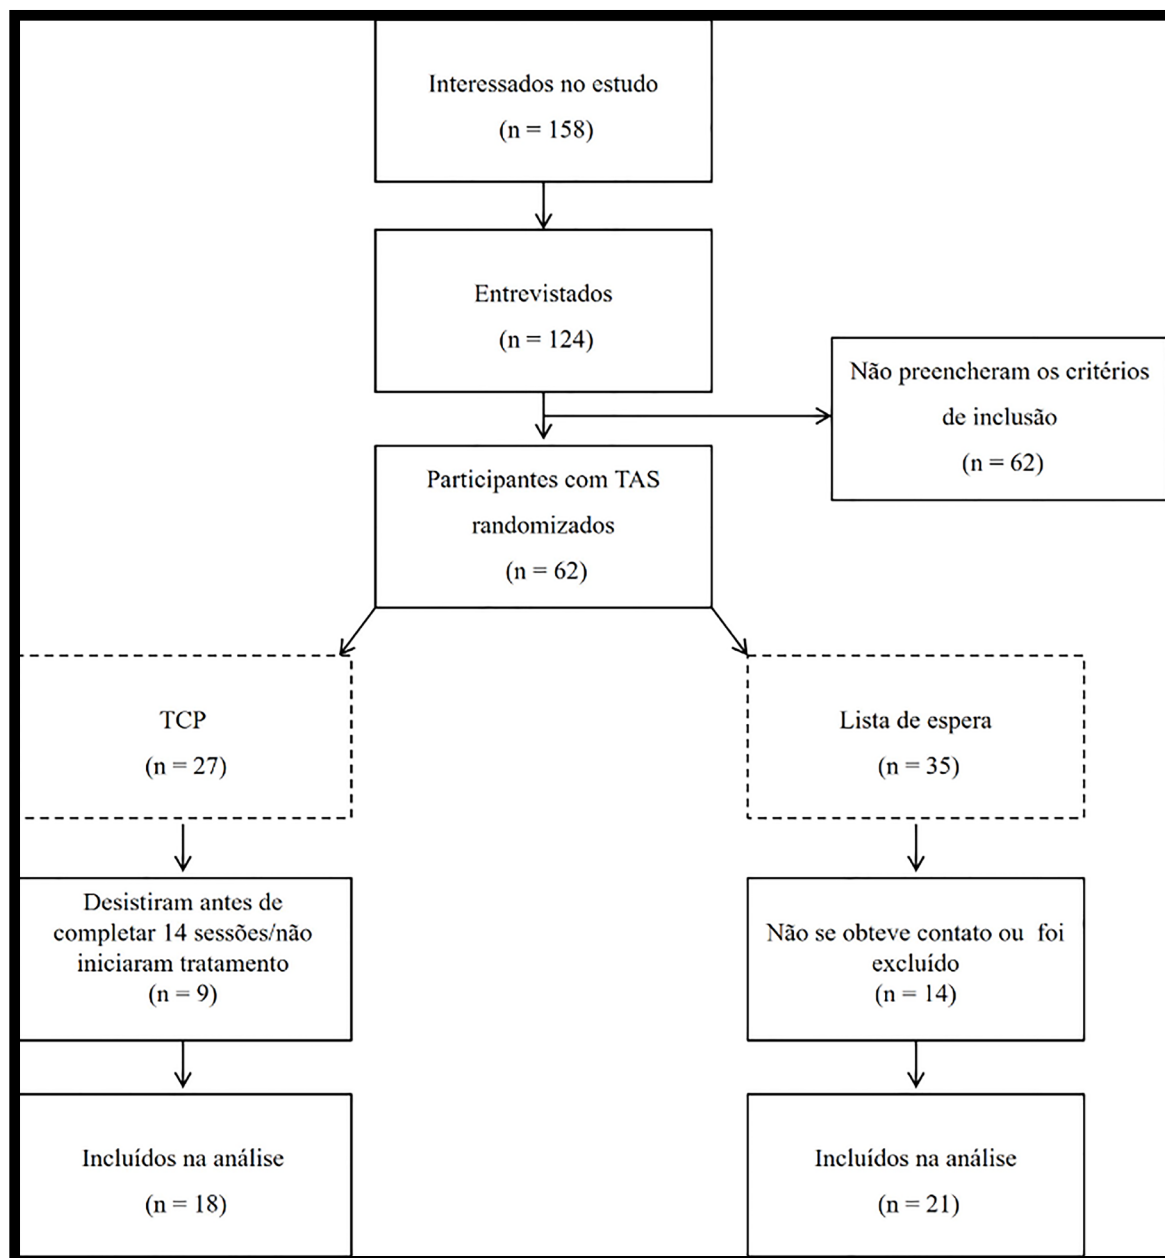 Interessados no estudo
(n = 158)
Entrevistados
(n = 124)
Não preencheram os critérios
de inclusão
(n = 62)
Participantes com TAS
randomizados
(n = 62)
TCP
(n = 27)
Lista de espera
(n = 35)
Desistiram antes de
completar 14 sessões/não
iniciaram tratamento
(n = 9)
Não se obteve contato ou foi
excluído
(n = 14)
Incluídos na análise
(n = 18)
Incluídos na análise
(n = 21)